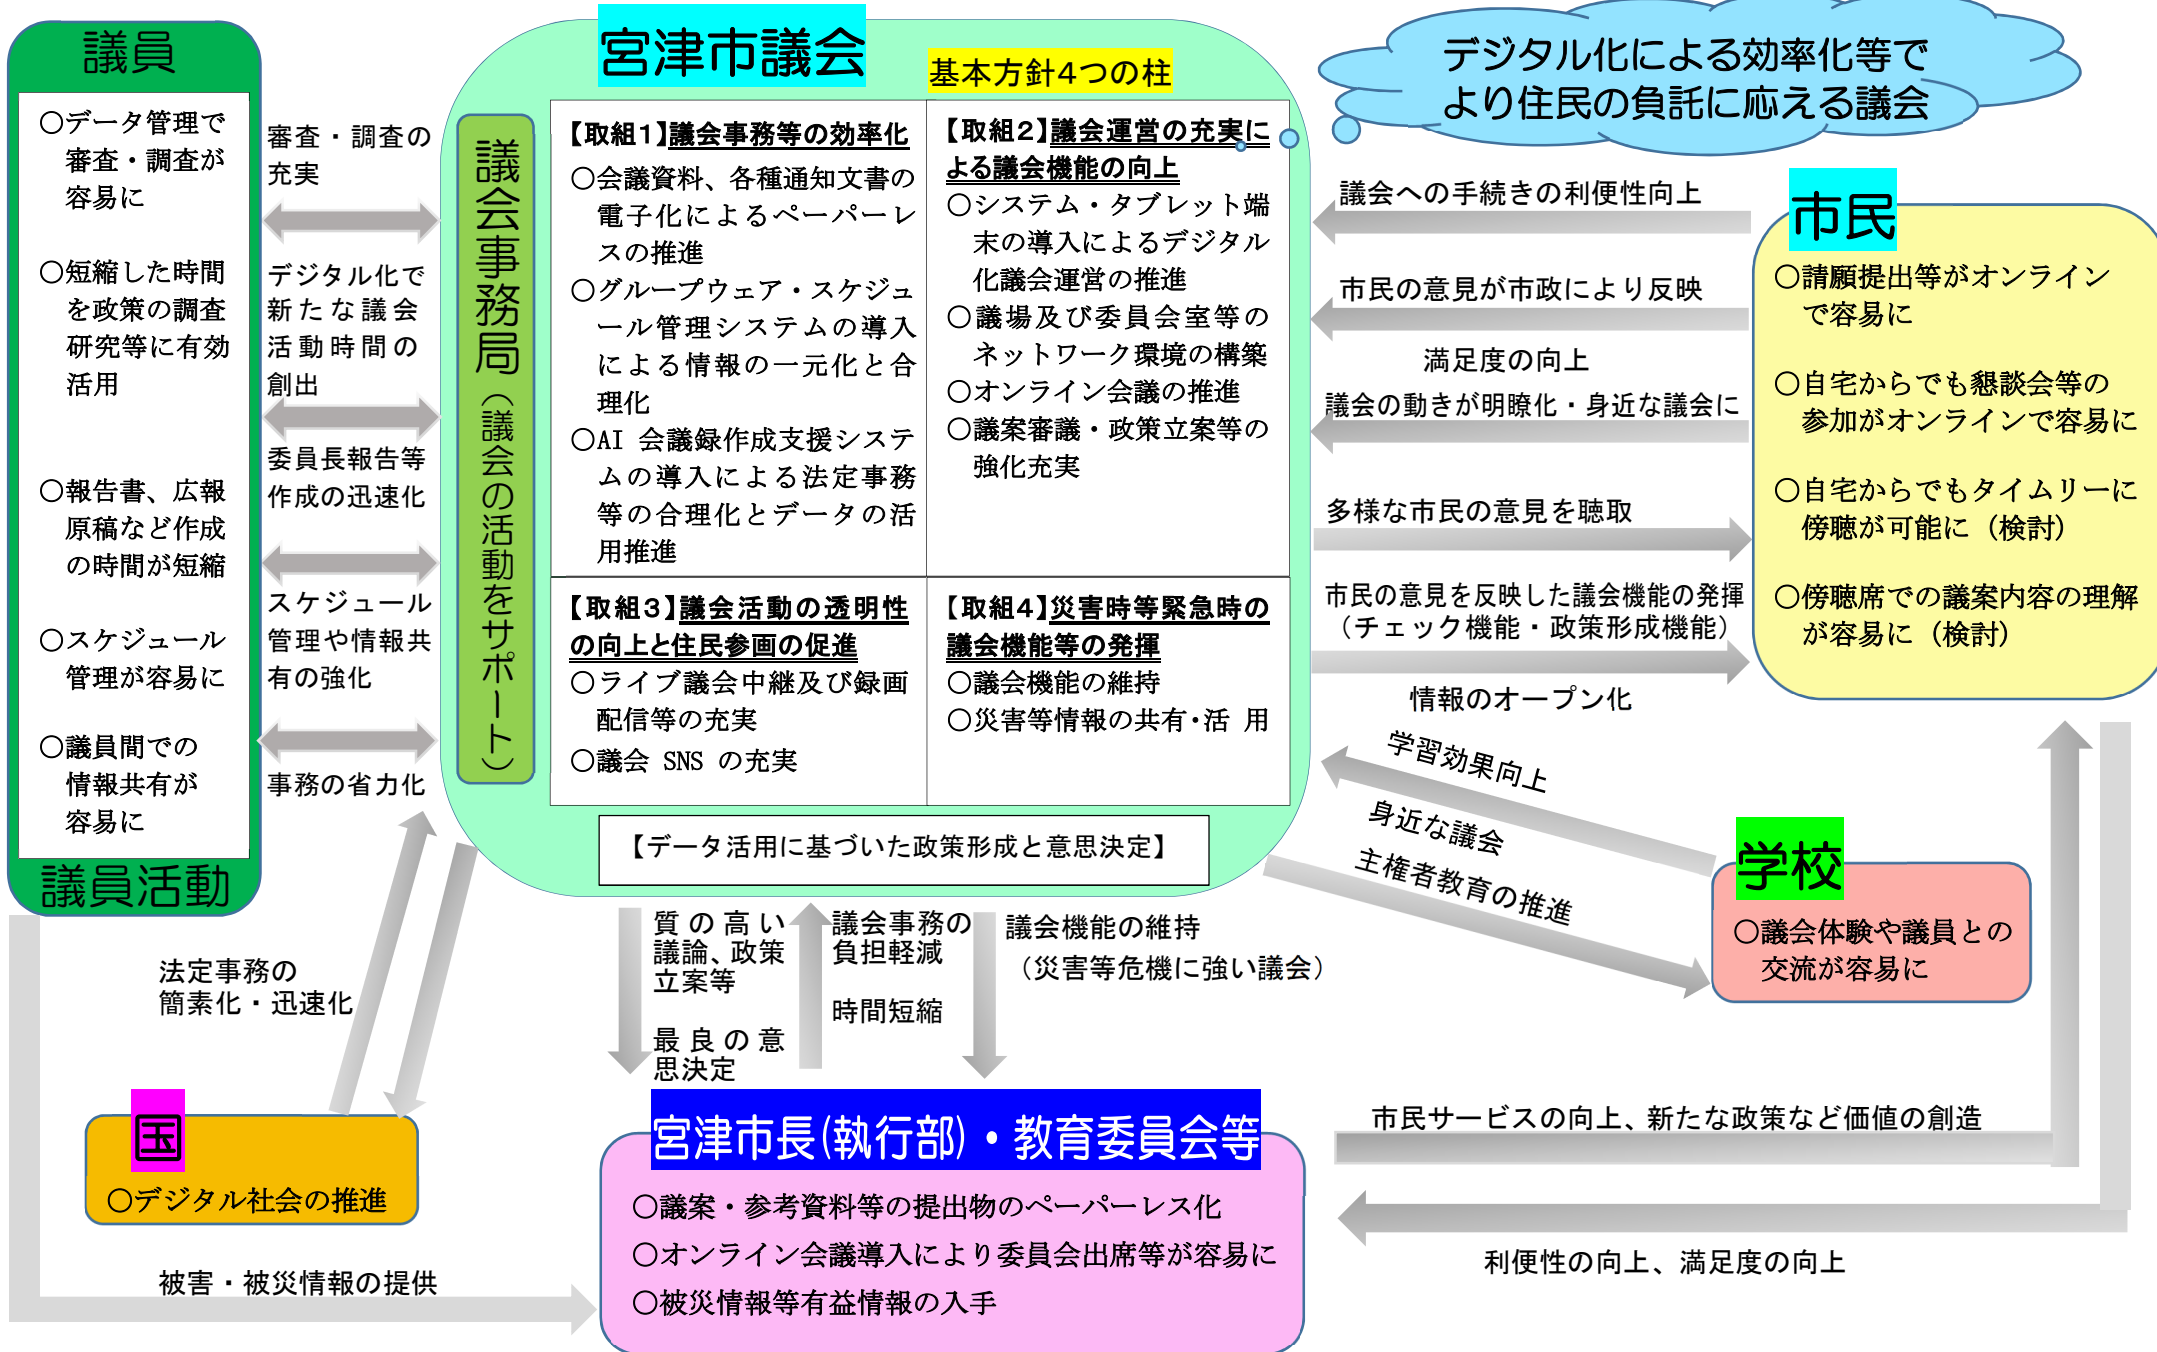 議員
○データ管理で
審査・調査が
容易に
○短縮した時間
を政策の調査
研究等に有効
活用
○報告書、広報
原稿など作成
の時間が短縮
○スケジュール
管理が容易に
○議員間での
情報共有が
容易に
議員活動
審査・調査の
充実
デジタル化で
新たな議会
活動時間の
創出
委員長報告等
作成の迅速化
スケジュール
管理や情報共
有の強化
事務の省力化
宮津市議会
基本方針4つの柱
議会事務局（議会の活動をサポート）
【取組1】議会事務等の効率化
○会議資料、各種通知文書の
電子化によるペーパーレ
スの推進
○グループウェア・スケジュ
ール管理システムの導入
による情報の一元化と合
理化
○AI 会議録作成支援システ
ムの導入による法定事務
等の合理化とデータの活
用推進
【取組2】議会運営の充実に
よる議会機能の向上
○システム・タブレット端
末の導入によるデジタル
化議会運営の推進
○議場及び委員会室等の
ネットワーク環境の構築
○オンライン会議の推進
○議案審議・政策立案等の
強化充実
【取組3】議会活動の透明性
の向上と住民参画の促進
○ライブ議会中継及び録画
配信等の充実
○議会 SNS の充実
【取組4】災害時等緊急時の
議会機能等の発揮
○議会機能の維持
○災害等情報の共有・活 用
【データ活用に基づいた政策形成と意思決定】
デジタル化による効率化等で
より住民の負託に応える議会
議会への手続きの利便性向上
市民の意見が市政により反映
満足度の向上
議会の動きが明瞭化・身近な議会に
多様な市民の意見を聴取
市民の意見を反映した議会機能の発揮
（チェック機能・政策形成機能）
情報のオープン化
市民
○請願提出等がオンライン
で容易に
○自宅からでも懇談会等の
参加がオンラインで容易に
○自宅からでもタイムリーに
傍聴が可能に（検討）
○傍聴席での議案内容の理解
が容易に（検討）
学習効果向上
身近な議会
主権者教育の推進
学校
○議会体験や議員との
交流が容易に
法定事務の
簡素化・迅速化
国
○デジタル社会の推進
被害・被災情報の提供
質の高い
議論、政策
立案等
最良の意
思決定
議会事務の
負担軽減
時間短縮
議会機能の維持
（災害等危機に強い議会）
宮津市長(執行部)・教育委員会等
○議案・参考資料等の提出物のペーパーレス化
○オンライン会議導入により委員会出席等が容易に
○被災情報等有益情報の入手
市民サービスの向上、新たな政策など価値の創造
利便性の向上、満足度の向上